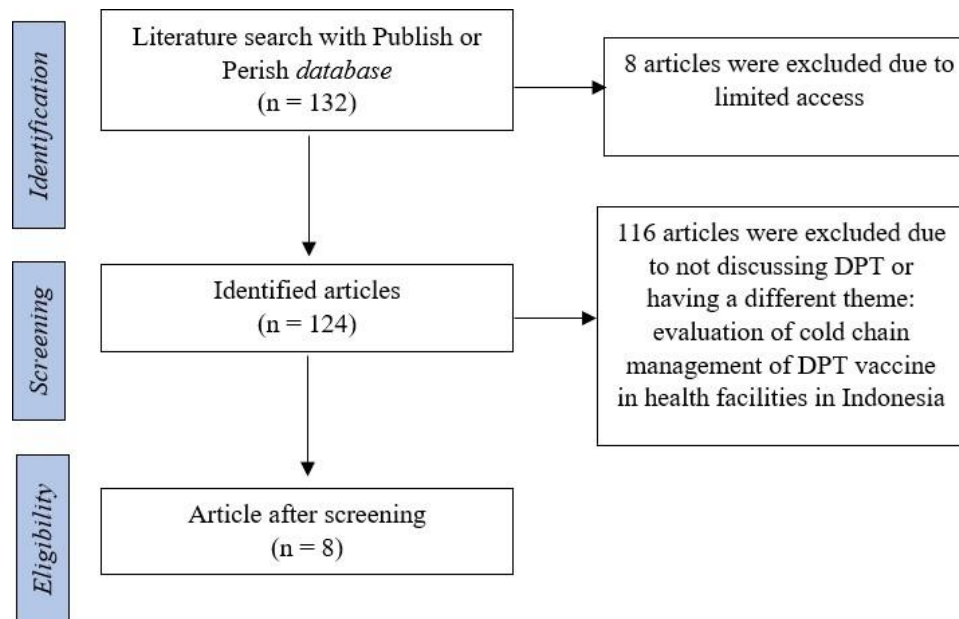 Identification
Literature search with Publish or
Perish database
(n = 132)
8 articles were excluded due to
limited access
Screening
Identified articles
(n = 124)
116 articles were excluded due
to not discussing DPT or
having a different theme:
evaluation of cold chain
management of DPT vaccine
in health facilities in Indonesia
Eligibility
Article after screening
(n = 8)